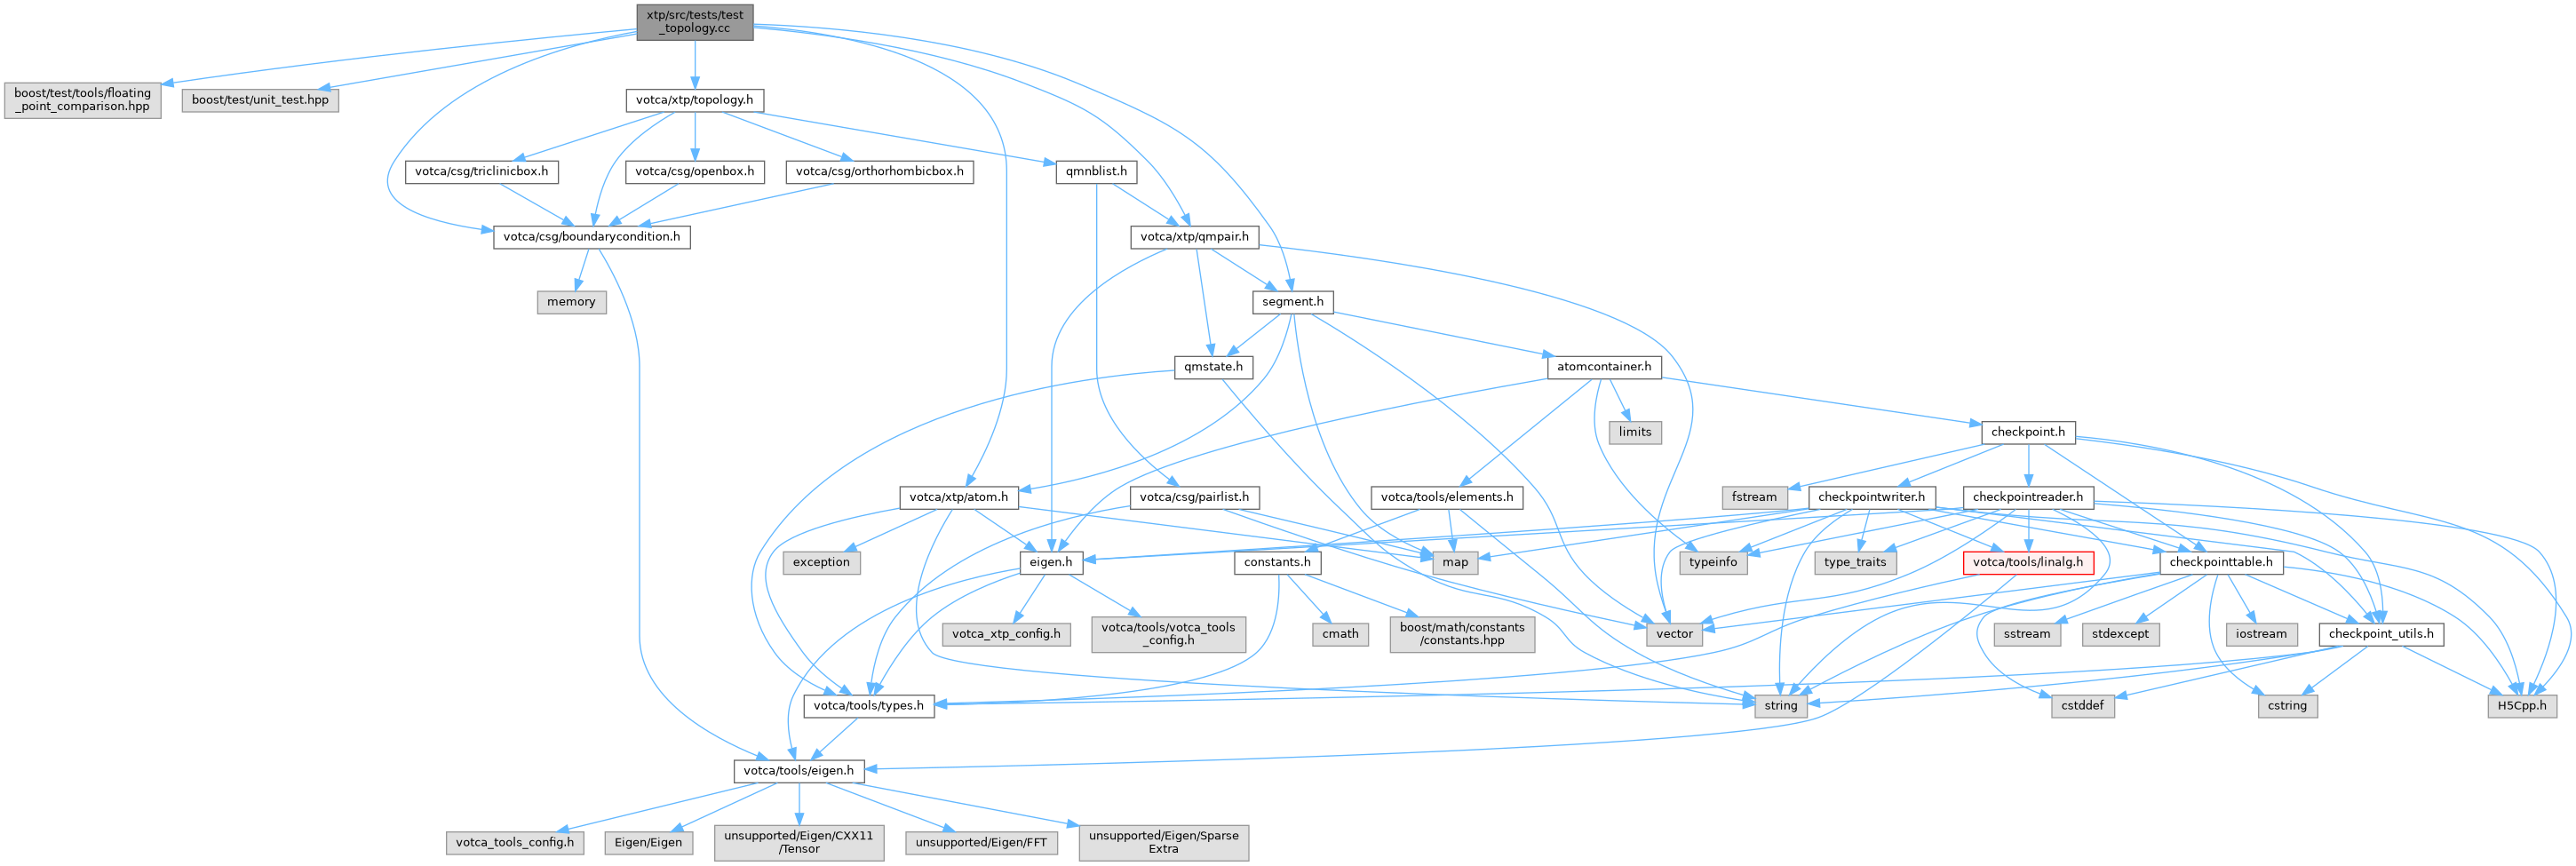 xtp/src/tests/test
_topology.cc
boost/test/tools/floating
_point_comparison.hpp
boost/test/unit_test.hpp
votca/xtp/topology.h
votca/csg/triclinicbox.h
votca/csg/openbox.h
votca/csg/orthorhombicbox.h
qmnblist.h
votca/csg/boundarycondition.h
votca/xtp/qmpair.h
memory
segment.h
qmstate.h
atomcontainer.h
limits
checkpoint.h
votca/xtp/atom.h
votca/csg/pairlist.h
votca/tools/elements.h
fstream
checkpointwriter.h
checkpointreader.h
exception
eigen.h
constants.h
map
typeinfo
type_traits
votca/tools/linalg.h
checkpointtable.h
votca_xtp_config.h
votca/tools/votca_tools
_config.h
cmath
boost/math/constants
/constants.hpp
vector
sstream
stdexcept
iostream
checkpoint_utils.h
votca/tools/types.h
string
cstddef
cstring
H5Cpp.h
votca/tools/eigen.h
votca_tools_config.h
Eigen/Eigen
unsupported/Eigen/CXX11
/Tensor
unsupported/Eigen/FFT
unsupported/Eigen/Sparse
Extra